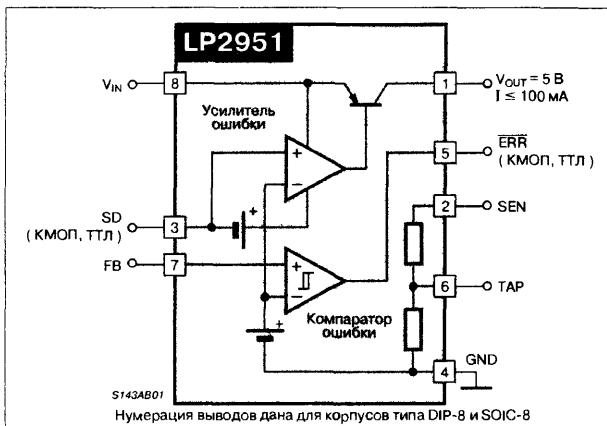 LP2951
V_IN
8
1
V_OUT = 5 В
I ≤ 100 мА
Усилитель
ошибки
+
−
5
ERR
( КМОП, ТТЛ)
SD
( КМОП, ТТЛ )
3
+
2
SEN
FB
7
+
−
6
TAP
Компаратор
ошибки
+
GND
4
S143AB01
Нумерация выводов дана для корпусов типа DIP-8 и SOIC-8